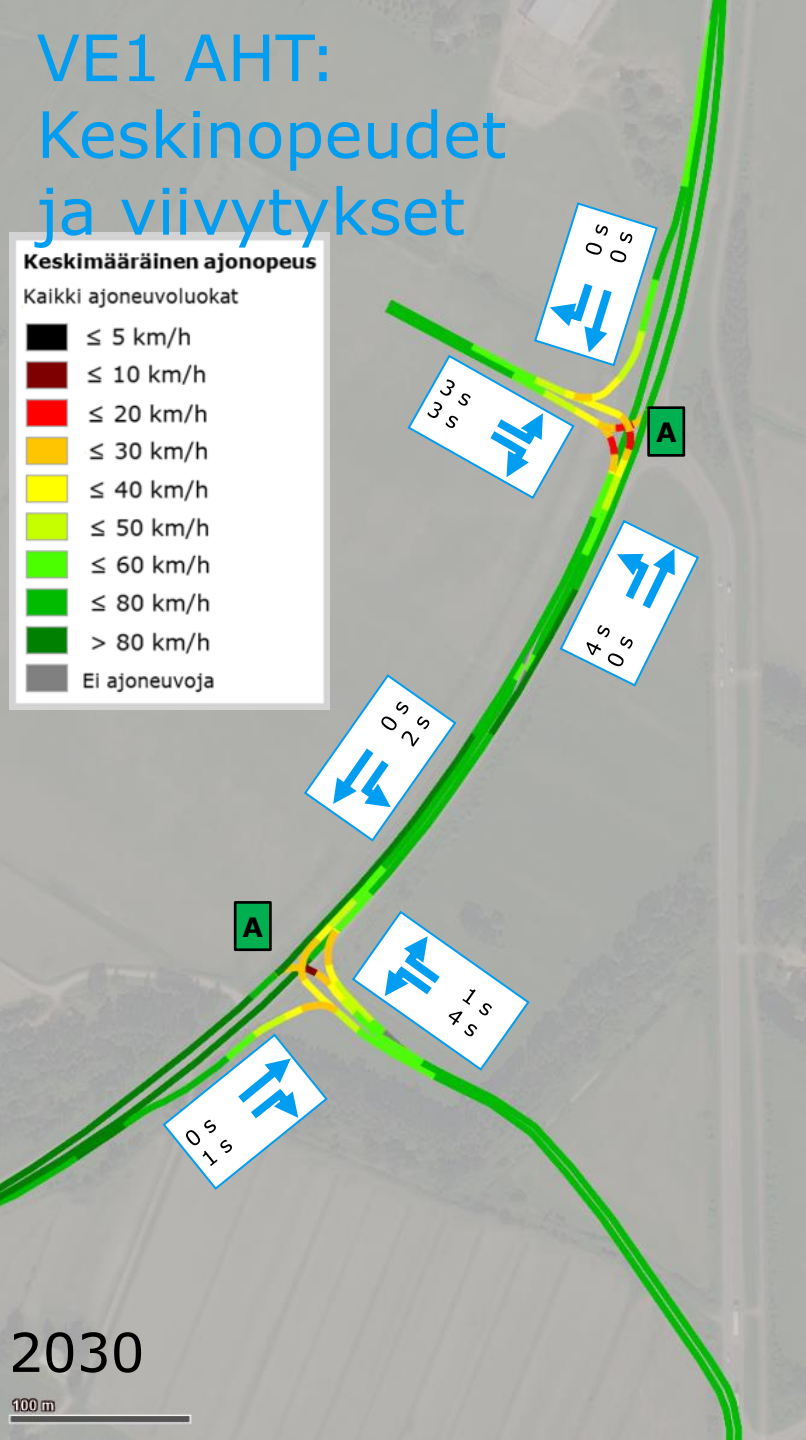 VE1 AHT:
Keskinopeudet
ja viivytykset
Keskimääräinen ajonopeus
Kaikki ajoneuvoluokat
≤ 5 km/h
≤ 10 km/h
≤ 20 km/h
≤ 30 km/h
≤ 40 km/h
≤ 50 km/h
≤ 60 km/h
≤ 80 km/h
> 80 km/h
Ei ajoneuvoja
0 s
0 s
3 s
3 s
A
4 s
0 s
0 s
2 s
A
1 s
4 s
0 s
1 s
2030
100 m